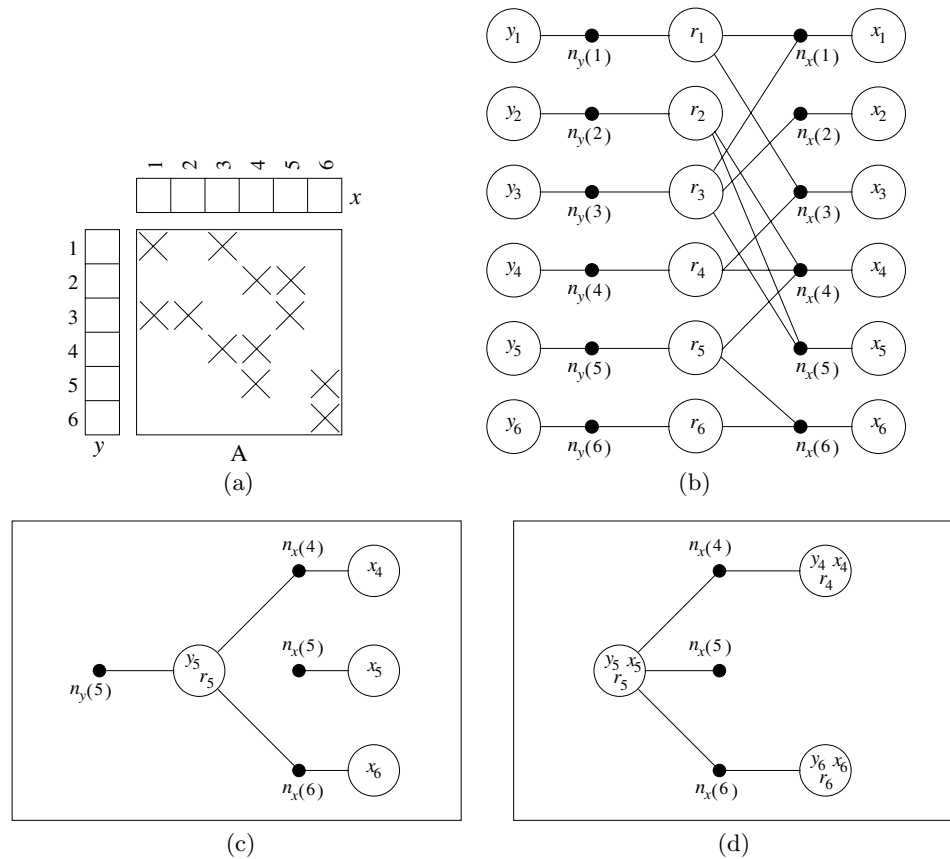 1 2 3 4 5 6
x
1
2
3
4
5
6
y
A
(a)
y1 ny(1) r1 nx(1) x1
y2 ny(2) r2 nx(2) x2
y3 ny(3) r3 nx(3) x3
y4 ny(4) r4 nx(4) x4
y5 ny(5) r5 nx(5) x5
y6 ny(6) r6 nx(6) x6
(b)
nx(4)
x4
ny(5)
y5
r5
nx(5)
x5
nx(6)
x6
(c)
nx(4)
y4 x4
r4
nx(5)
y5 x5
r5
nx(6)
y6 x6
r6
(d)